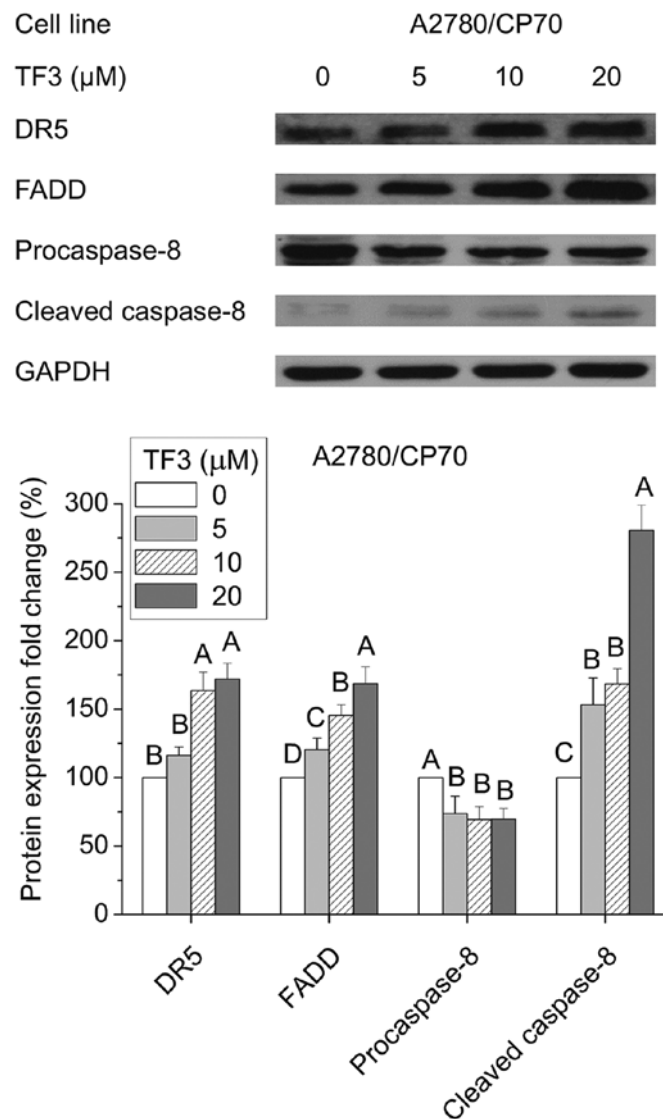 Cell line A2780/CP70
TF3 (μM) 0 5 10 20
DR5
FADD
Procaspase-8
Cleaved caspase-8
GAPDH
A2780/CP70
TF3 (μM)
0
5
10
20
Protein expression fold change (%)
300
250
200
150
100
50
0
B B A A
D C B A
A B B B
C B B A
DR5
FADD
Procaspase-8
Cleaved caspase-8